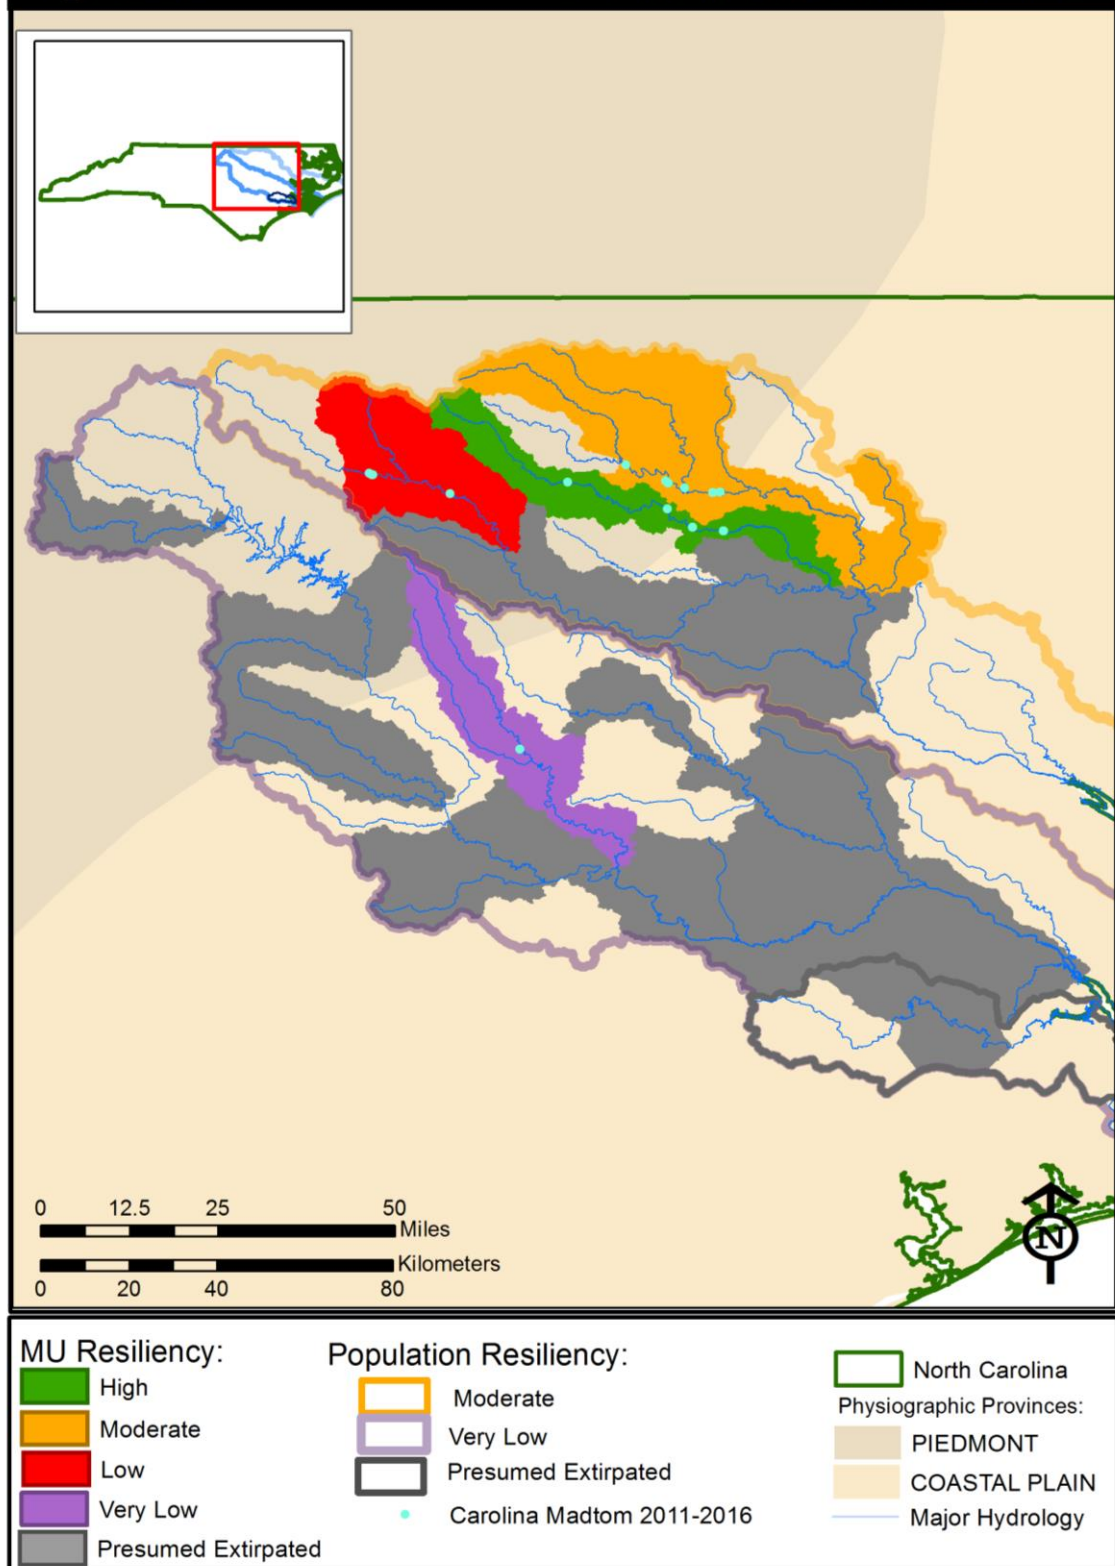 0 12.5 25 50
Miles
Kilometers
0 20 40 80
N
MU Resiliency:
High
Moderate
Low
Very Low
Presumed Extirpated
Population Resiliency:
Moderate
Very Low
Presumed Extirpated
Carolina Madtom 2011-2016
North Carolina
Physiographic Provinces:
PIEDMONT
COASTAL PLAIN
Major Hydrology